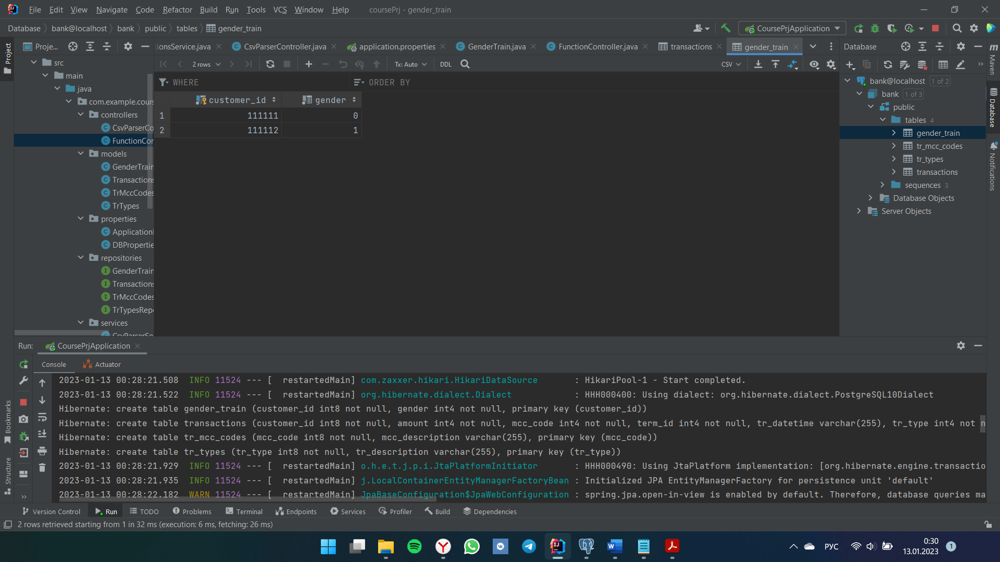 File Edit View Navigate Code Refactor Build Run Tools VCS Window Help coursePrj - gender_train
Database bank@localhost bank public tables gender_train CoursePrjApplication
Project
Proje...
src
main
java
com.example.cours
controllers
CsvParserCo
FunctionCor
models
GenderTrain
Transactions
TrMccCodes
TrTypes
properties
Application
DBPropertie
repositories
GenderTrain
Transactions
TrMccCodes
TrTypesRepo
services
CsvParserSe
ionsService.java CsvParserController.java application.properties GenderTrain.java FunctionController.java transactions gender_train
2 rows Tx: Auto DDL CSV
WHERE ORDER BY
customer_id gender
1 111111 0
2 111112 1
Database
bank@localhost 1 of 2
bank 1 of 3
public
tables 4
gender_train
tr_mcc_codes
tr_types
transactions
sequences 3
Database Objects
Server Objects
Maven
Database
Notifications
Run: CoursePrjApplication
Console Actuator
2023-01-13 00:28:21.508 INFO 11524 --- [ restartedMain] com.zaxxer.hikari.HikariDataSource : HikariPool-1 - Start completed.
2023-01-13 00:28:21.522 INFO 11524 --- [ restartedMain] org.hibernate.dialect.Dialect : HHH000400: Using dialect: org.hibernate.dialect.PostgreSQL10Dialect
Hibernate: create table gender_train (customer_id int8 not null, gender int4 not null, primary key (customer_id))
Hibernate: create table transactions (customer_id int8 not null, amount int4 not null, mcc_code int4 not null, term_id int4 not null, tr_datetime varchar(255), tr_type int4 not n
Hibernate: create table tr_mcc_codes (mcc_code int8 not null, mcc_description varchar(255), primary key (mcc_code))
Hibernate: create table tr_types (tr_type int8 not null, tr_description varchar(255), primary key (tr_type))
2023-01-13 00:28:21.929 INFO 11524 --- [ restartedMain] o.h.e.t.j.p.i.JtaPlatformInitiator : HHH000490: Using JtaPlatform implementation: [org.hibernate.engine.transactio
2023-01-13 00:28:21.935 INFO 11524 --- [ restartedMain] j.LocalContainerEntityManagerFactoryBean : Initialized JPA EntityManagerFactory for persistence unit 'default'
2023-01-13 00:28:22.182 WARN 11524 --- [ restartedMain] JpaBaseConfiguration$JpaWebConfiguration : spring.jpa.open-in-view is enabled by default. Therefore, database queries ma
Bookmarks
Structure
Version Control Run TODO Problems Terminal Endpoints Services Profiler Build Dependencies
2 rows retrieved starting from 1 in 32 ms (execution: 6 ms, fetching: 26 ms)
РУС 0:30
13.01.2023 1